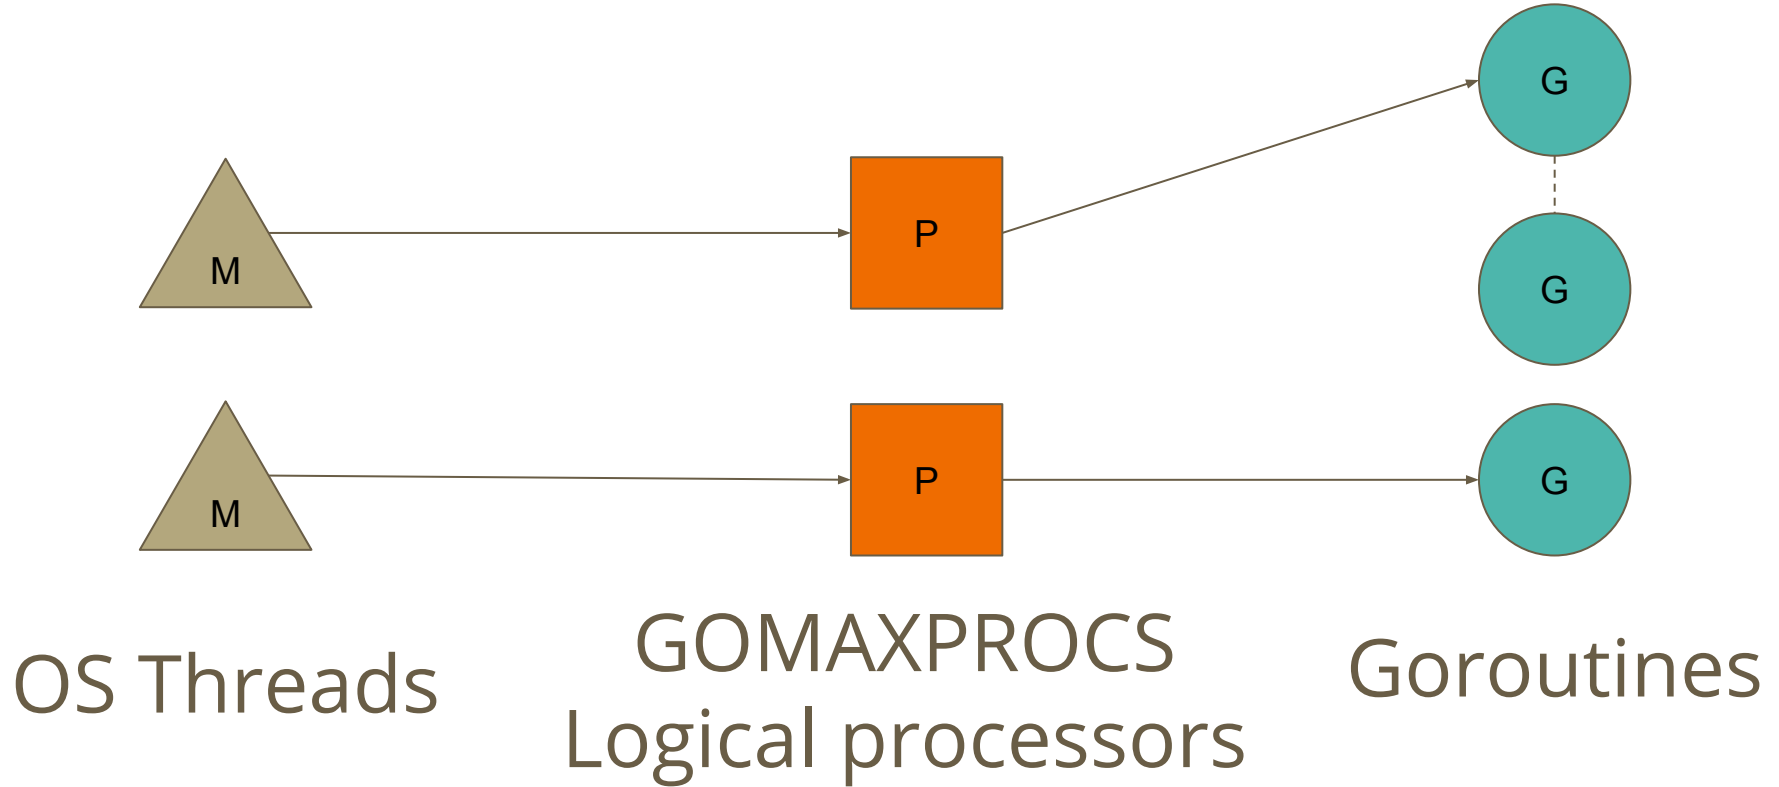 G
P
M
G
P
M
G
GOMAXPROCS
OS Threads
Goroutines
Logical processors